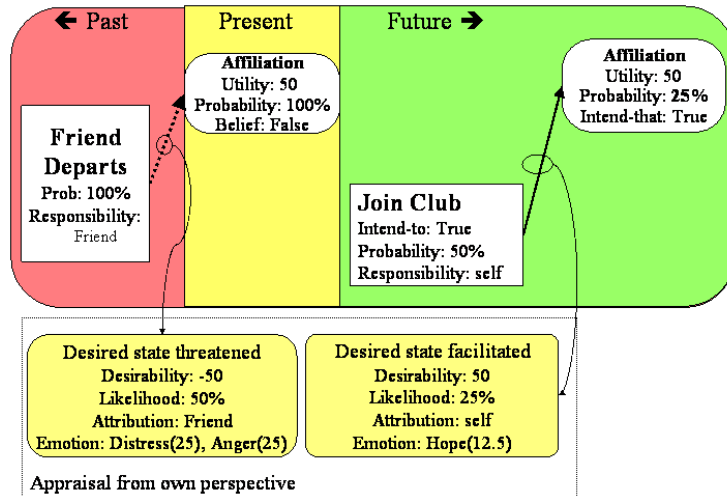 ← Past
Present
Future →
Affiliation
Utility: 50
Probability: 100%
Belief: False
Affiliation
Utility: 50
Probability: 25%
Intend-that: True
Friend
Departs
Prob: 100%
Responsibility:
Friend
Join Club
Intend-to: True
Probability: 50%
Responsibility: self
Desired state threatened
Desirability: -50
Likelihood: 50%
Attribution: Friend
Emotion: Distress(25), Anger(25)
Desired state facilitated
Desirability: 50
Likelihood: 25%
Attribution: self
Emotion: Hope(12.5)
Appraisal from own perspective